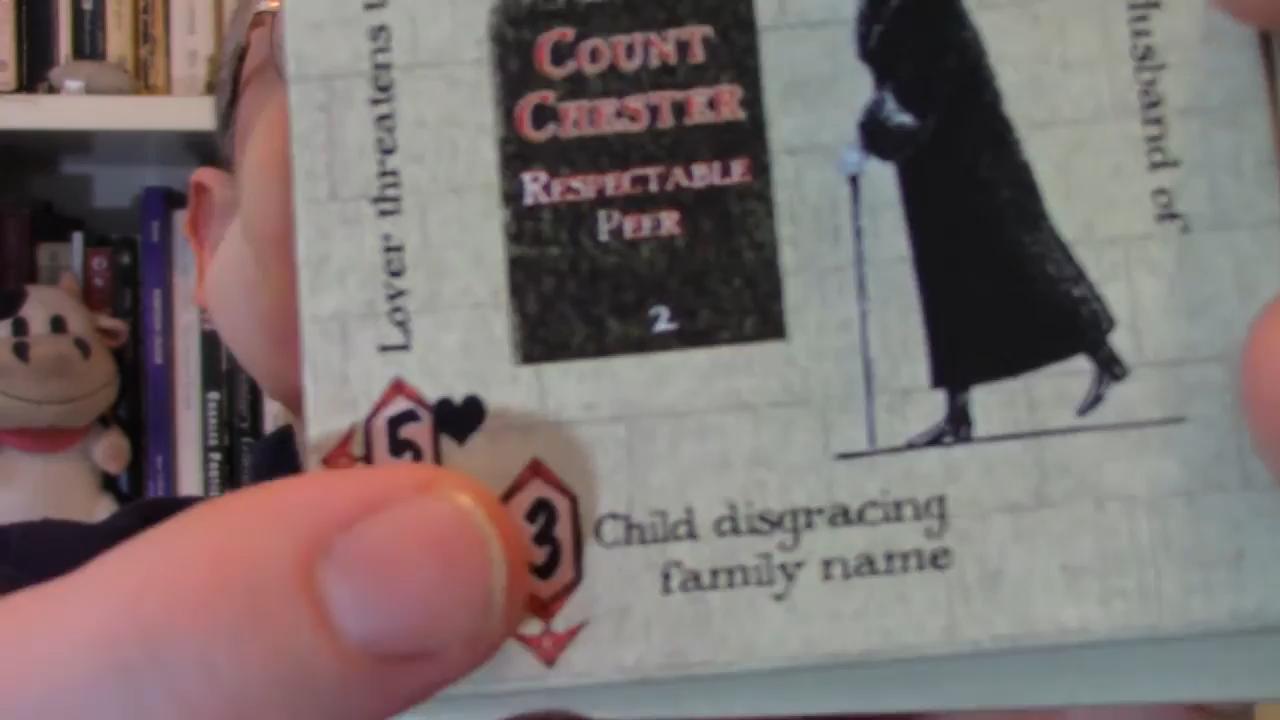 COUNT
CHESTER
RESPECTABLE
PEER
2
Lover threatens
Husband of
5
3
Child disgracing
family name